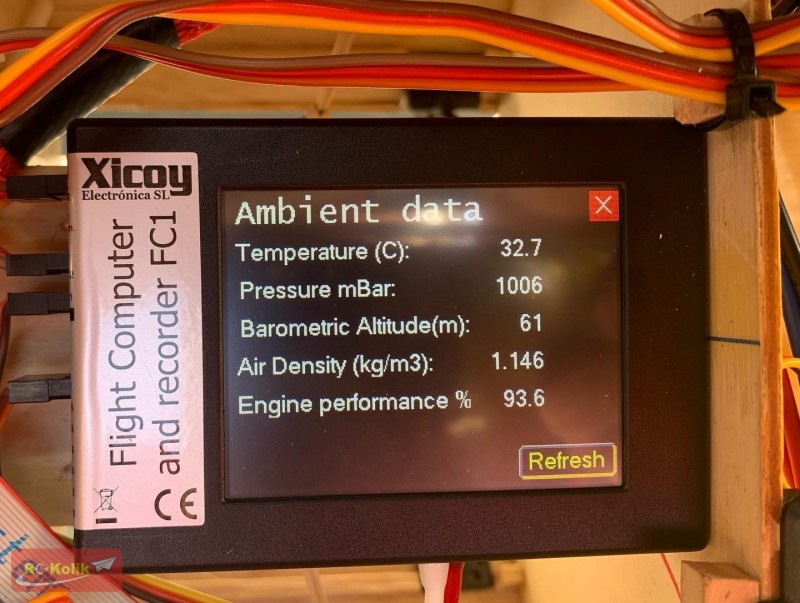 Xicoy
Electrónica SL
Flight Computer
and recorder FC1
CE
Ambient data
X
Temperature (C): 32.7
Pressure mBar: 1006
Barometric Altitude(m): 61
Air Density (kg/m3): 1.146
Engine performance % 93.6
Refresh
RC-Kolik